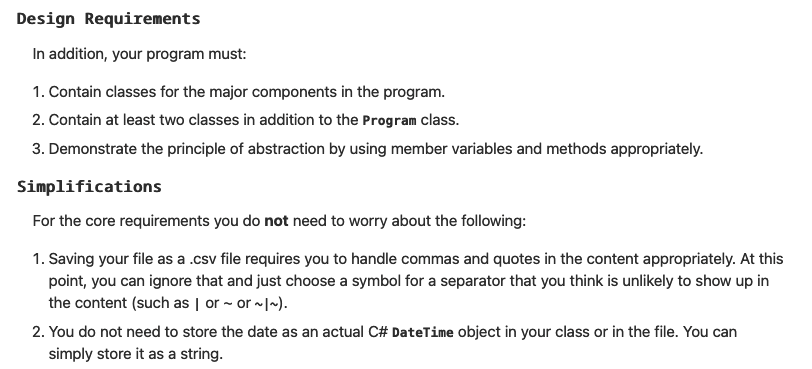 Design Requirements
In addition, your program must:
1. Contain classes for the major components in the program.
2. Contain at least two classes in addition to the Program class.
3. Demonstrate the principle of abstraction by using member variables and methods appropriately.
Simplifications
For the core requirements you do not need to worry about the following:
1. Saving your file as a .csv file requires you to handle commas and quotes in the content appropriately. At this
point, you can ignore that and just choose a symbol for a separator that you think is unlikely to show up in
the content (such as | or ~ or ~|~).
2. You do not need to store the date as an actual C# DateTime object in your class or in the file. You can
simply store it as a string.